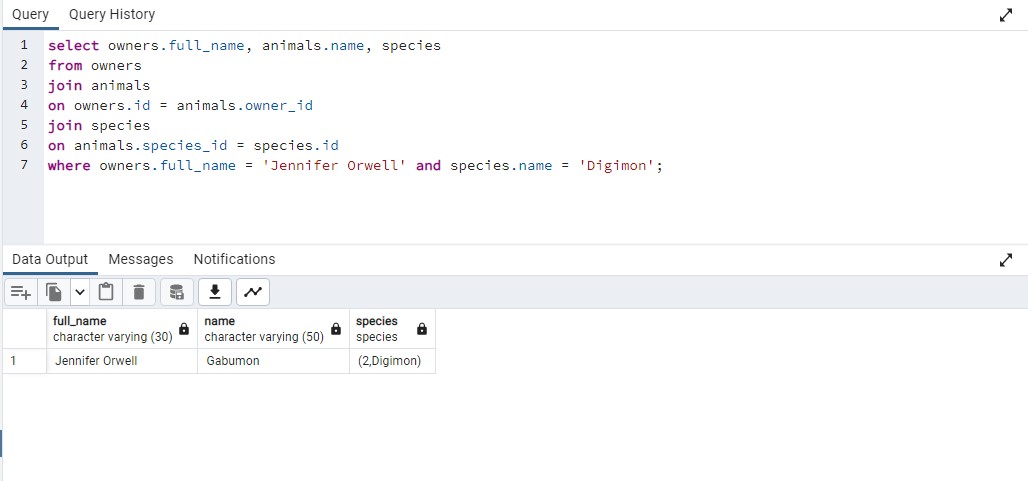 Query Query History
1 select owners.full_name, animals.name, species
2 from owners
3 join animals
4 on owners.id = animals.owner_id
5 join species
6 on animals.species_id = species.id
7 where owners.full_name = 'Jennifer Orwell' and species.name = 'Digimon';
Data Output Messages Notifications
full_name name species
character varying (30) character varying (50) species
1 Jennifer Orwell Gabumon (2,Digimon)